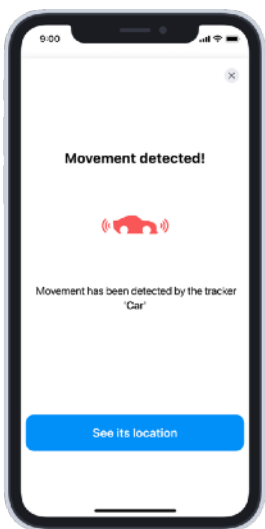 9:00
Movement detected!
Movement has been detected by the tracker
'Car'
See its location